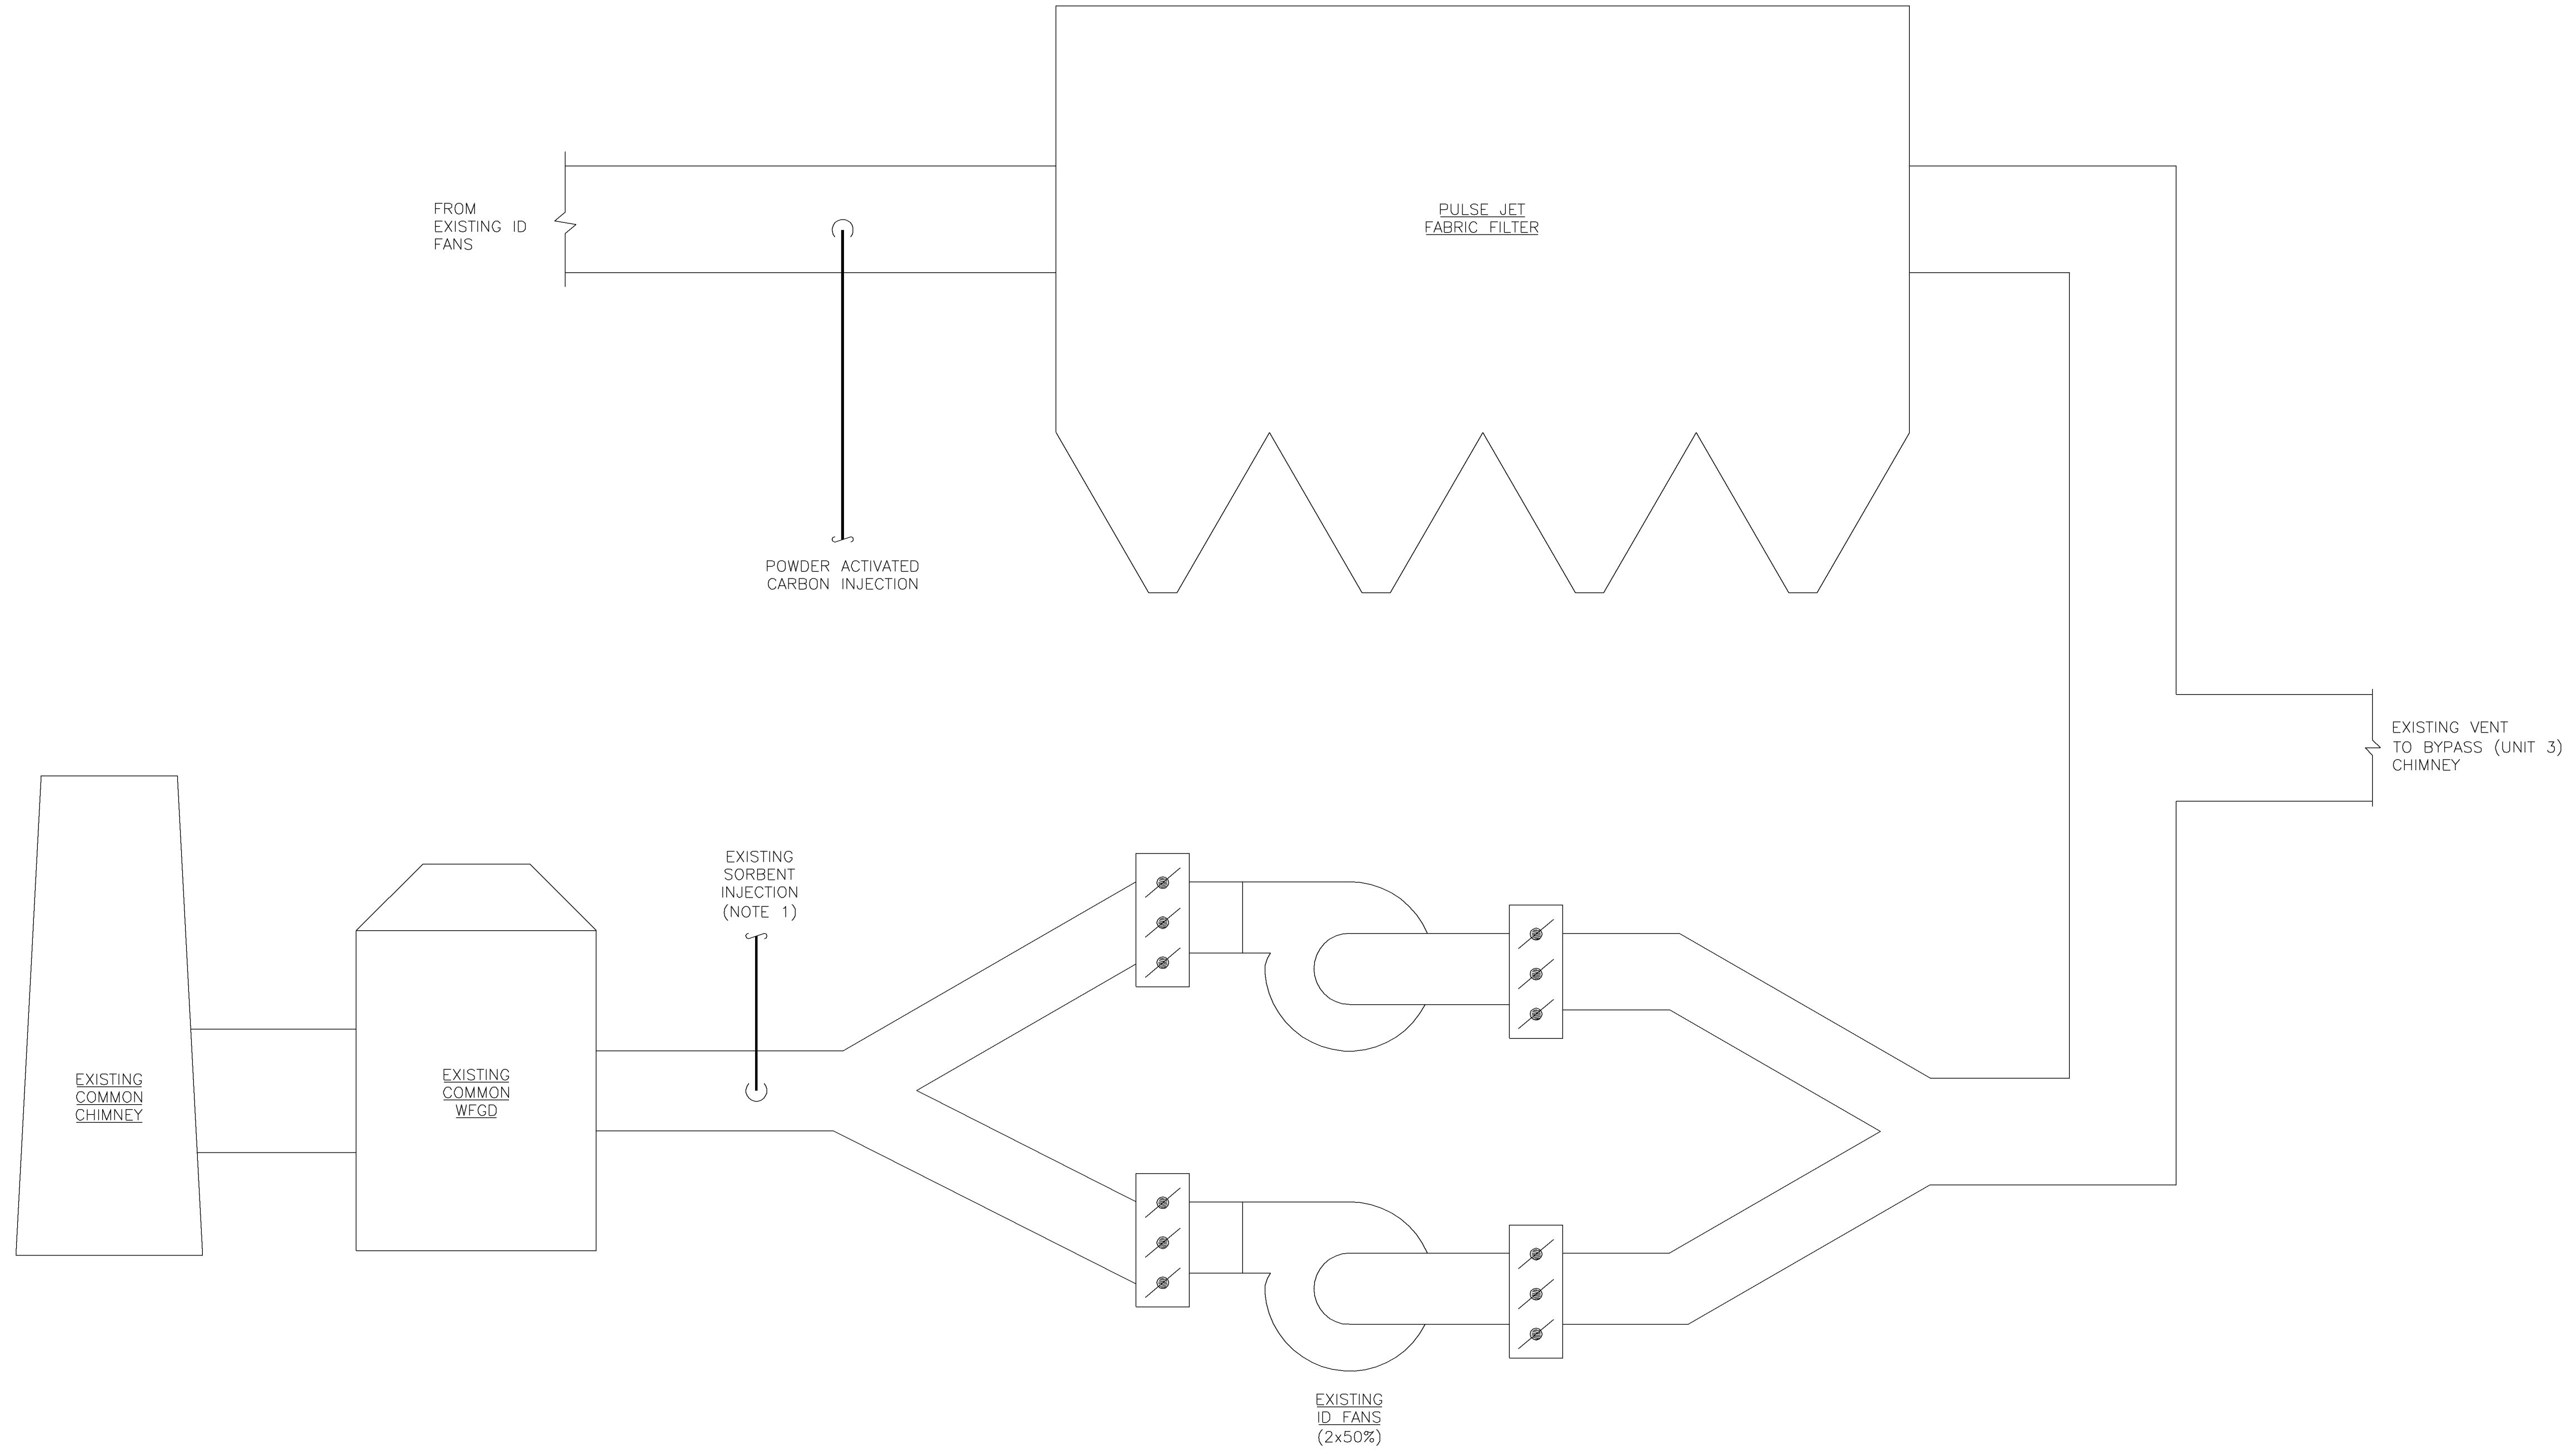 FROM
EXISTING ID
FANS
PULSE JET
FABRIC FILTER
POWDER ACTIVATED
CARBON INJECTION
EXISTING VENT
TO BYPASS (UNIT 3)
CHIMNEY
EXISTING
SORBENT
INJECTION
(NOTE 1)
EXISTING
COMMON
CHIMNEY
EXISTING
COMMON
WFGD
EXISTING
ID FANS
(2x50%)